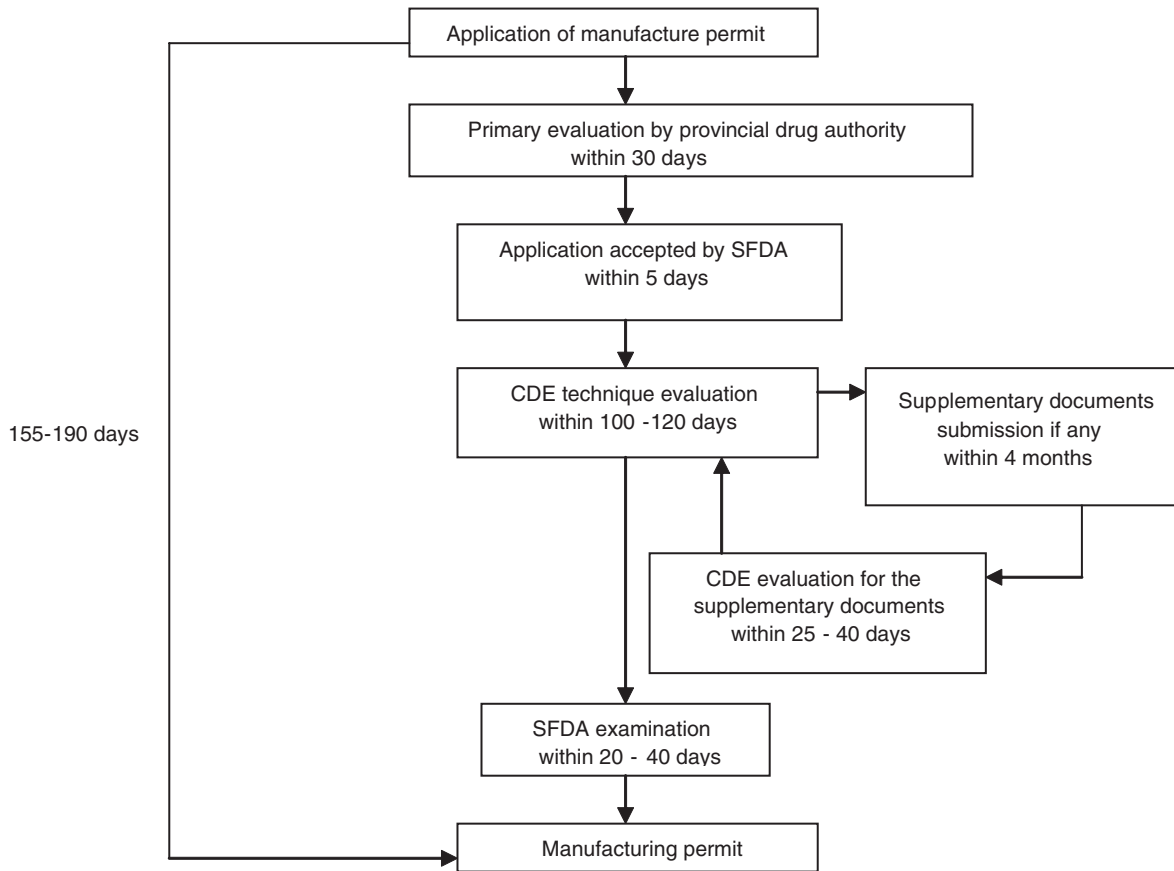 Application of manufacture permit
Primary evaluation by provincial drug authority
within 30 days
Application accepted by SFDA
within 5 days
CDE technique evaluation
within 100 -120 days
Supplementary documents
submission if any
within 4 months
155-190 days
CDE evaluation for the
supplementary documents
within 25 - 40 days
SFDA examination
within 20 - 40 days
Manufacturing permit